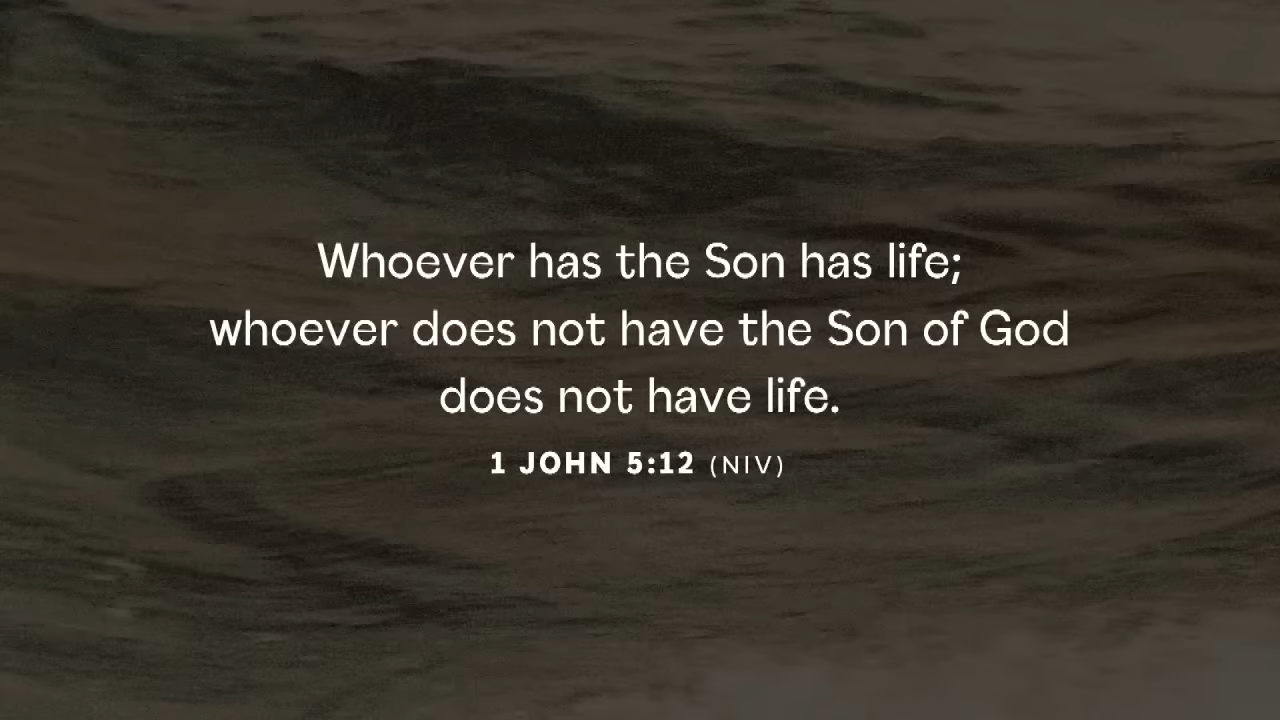 Whoever has the Son has life;
whoever does not have the Son of God
does not have life.
1 JOHN 5:12 (NIV)